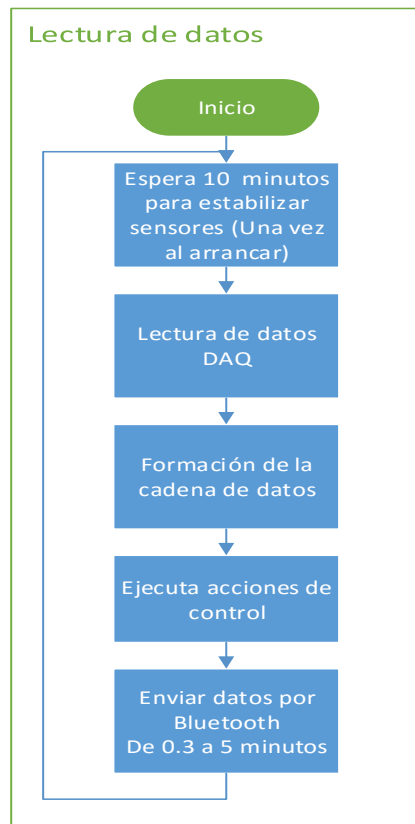 Lectura de datos
Inicio
Espera 10 minutos
para estabilizar
sensores (Una vez
al arrancar)
Lectura de datos
DAQ
Formación de la
cadena de datos
Ejecuta acciones de
control
Enviar datos por
Bluetooth
De 0.3 a 5 minutos